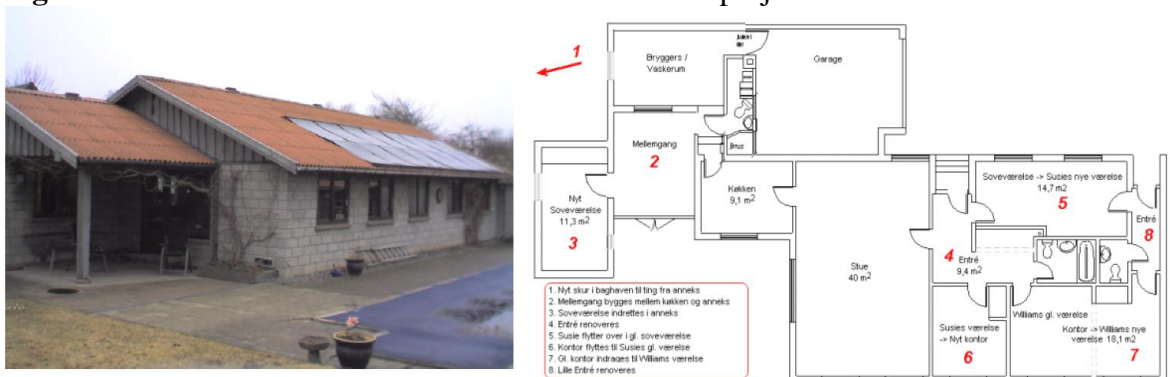 1
Bryggers /
Vaskerum
Garage
Mellemgang
2
Brus
Køkken
9,1 m²
Nyt
Soveværelse
11,3 m²
3
Stue
40 m²
Soveværelse -> Susies nye værelse
14,7 m2
5
Entré
8
4
Entré
9,4 m²
Susies værelse
-> Nyt kontor
6
Williams gl. værelse
Kontor -> Williams nye
værelse 18,1 m2
7
1. Nyt skur i baghaven til ting fra anneks
2. Mellemgang bygges mellem køkken og anneks
3. Soveværelse indrettes i anneks
4. Entré renoveres
5. Susie flytter over i gl. soveværelse
6. Kontor flyttes til Susies gl. værelse
7. Gl. kontor indrages til Williams værelse
8. Lille Entré renoveres